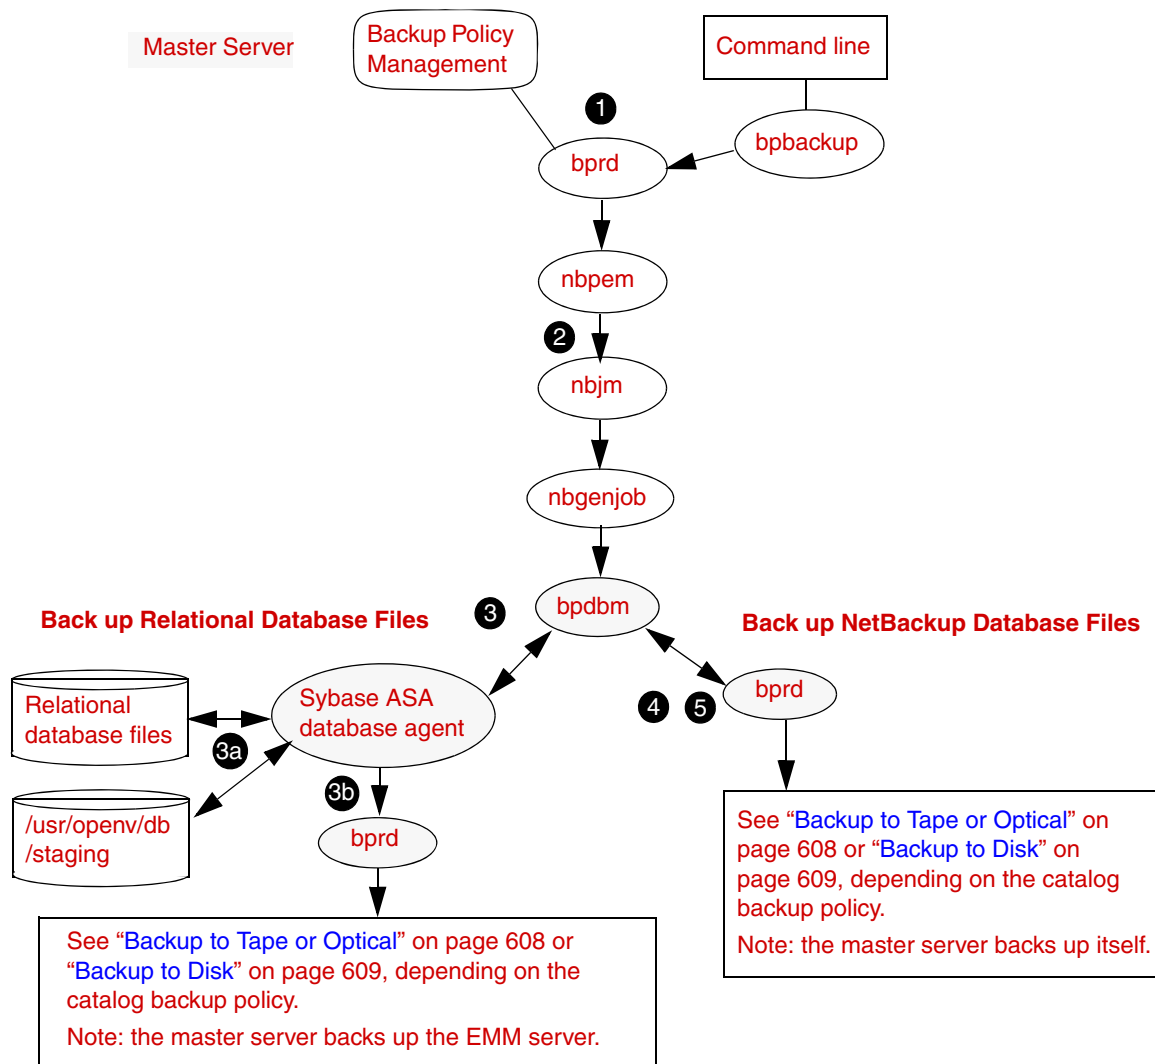 Master Server
Backup Policy
Management
Command line
1
bprd
bpbackup
nbpem
2
nbjm
nbgenjob
bpdbm
3
Back up Relational Database Files
Back up NetBackup Database Files
4
5
bprd
Relational
database files
Sybase ASA
database agent
3a
3b
/usr/openv/db
/staging
bprd
See “Backup to Tape or Optical” on
page 608 or “Backup to Disk” on
page 609, depending on the catalog
backup policy.
Note: the master server backs up itself.
See “Backup to Tape or Optical” on page 608 or
“Backup to Disk” on page 609, depending on the
catalog backup policy.
Note: the master server backs up the EMM server.